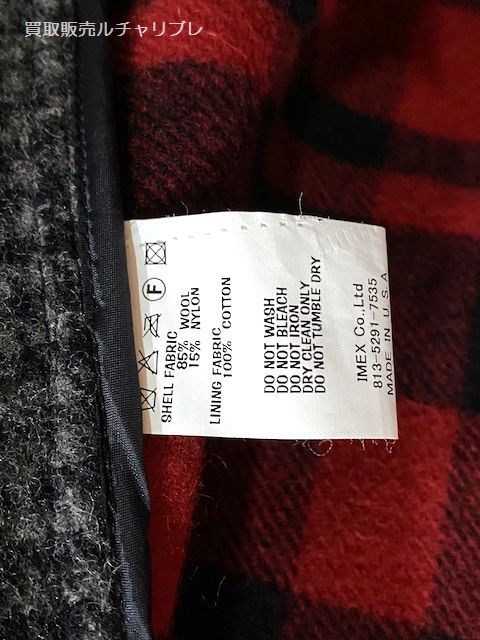 買取販売ルチャリブレ
SHELL FABRIC
85% WOOL
15% NYLON
LINING FABRIC
100% COTTON
DO NOT WASH
DO NOT BLEACH
DO NOT IRON
DRY CLEAN ONLY
DO NOT TUMBLE DRY
IMEX Co.,Ltd
813-5291-7535
MADE IN U.S.A
F